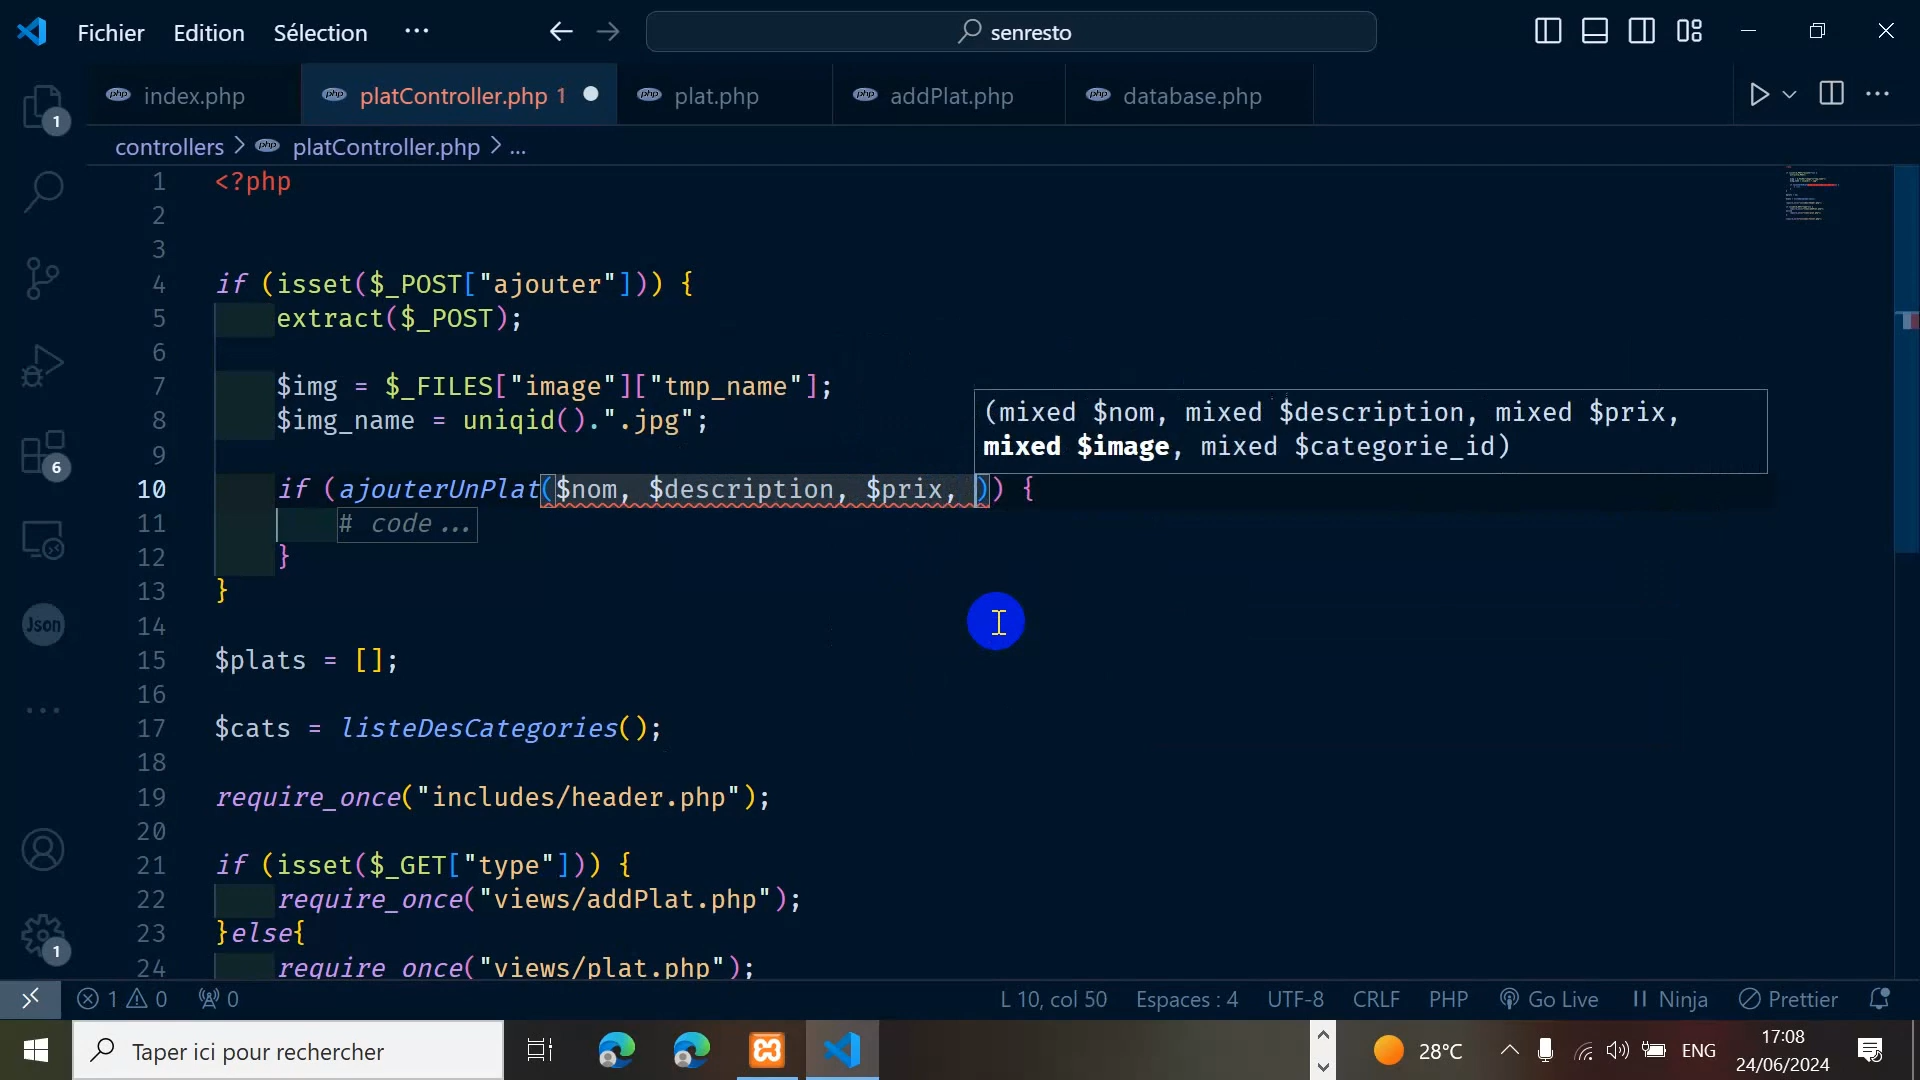 Fichier Edition Sélection ... senresto
index.php platController.php 1 plat.php addPlat.php database.php ...
controllers > platController.php > ...
1 <?php
2
3
4 if (isset($_POST["ajouter"])) {
5 extract($_POST);
6
7 $img = $_FILES["image"]["tmp_name"];
8 $img_name = uniqid().".jpg";
(mixed $nom, mixed $description, mixed $prix,
mixed $image, mixed $categorie_id)
9
10 if (ajouterUnPlat($nom, $description, $prix, )) {
11 # code...
12 }
13 }
14
15 $plats = [];
16
17 $cats = listeDesCategories();
18
19 require_once("includes/header.php");
20
21 if (isset($_GET["type"])) {
22 require_once("views/addPlat.php");
23 }else{
24 require_once("views/plat.php");
1
6
Json
1
1 0 0 L 10, col 50 Espaces : 4 UTF-8 CRLF PHP Go Live Ninja Prettier
Taper ici pour rechercher 28°C ENG 17:08
24/06/2024